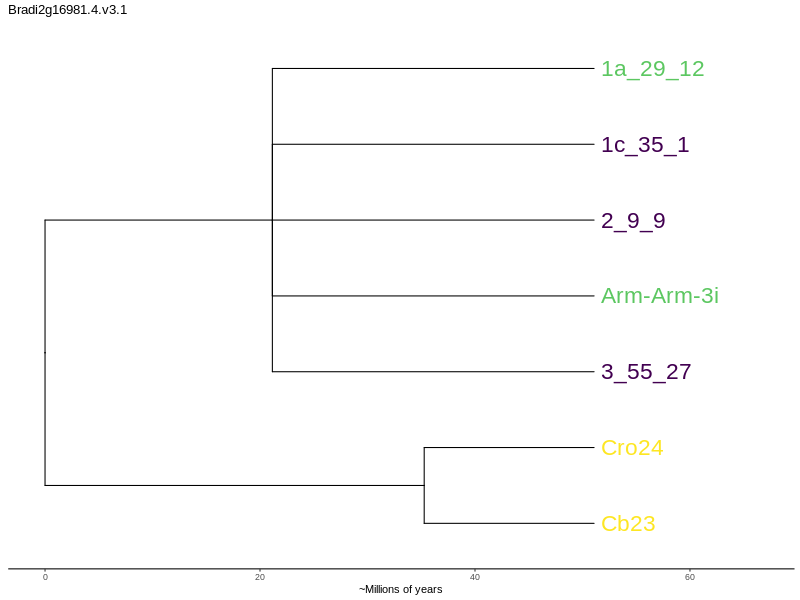 Bradi2g16981.4.v3.1
1a_29_12
1c_35_1
2_9_9
Arm-Arm-3i
3_55_27
Cro24
Cb23
0 20 40 60
~Millions of years